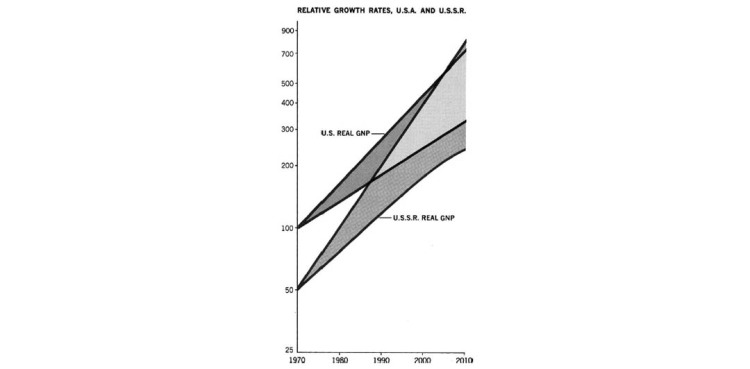 RELATIVE GROWTH RATES, U.S.A. AND U.S.S.R.
900
700
500
400
300
U.S. REAL GNP
200
U.S.S.R. REAL GNP
100
50
25
1970 1980 1990 2000 2010